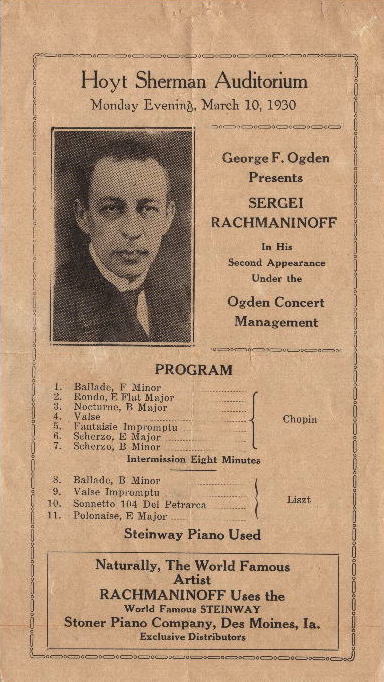 Hoyt Sherman Auditorium
Monday Evening, March 10, 1930
George F. Ogden
Presents
SERGEI
RACHMANINOFF
In His
Second Appearance
Under the
Ogden Concert
Management
PROGRAM
1. Ballade, F Minor
2. Rondo, E Flat Major
3. Nocturne, B Major
4. Valse
5. Fantaisie Impromptu
6. Scherzo, E Major
7. Scherzo, B Minor
Chopin
Intermission Eight Minutes
8. Ballade, B Minor
9. Valse Impromptu
10. Sonnetto 104 Del Petrarca
11. Polonaise, E Major
Liszt
Steinway Piano Used
Naturally, The World Famous
Artist
RACHMANINOFF Uses the
World Famous STEINWAY
Stoner Piano Company, Des Moines, Ia.
Exclusive Distributors